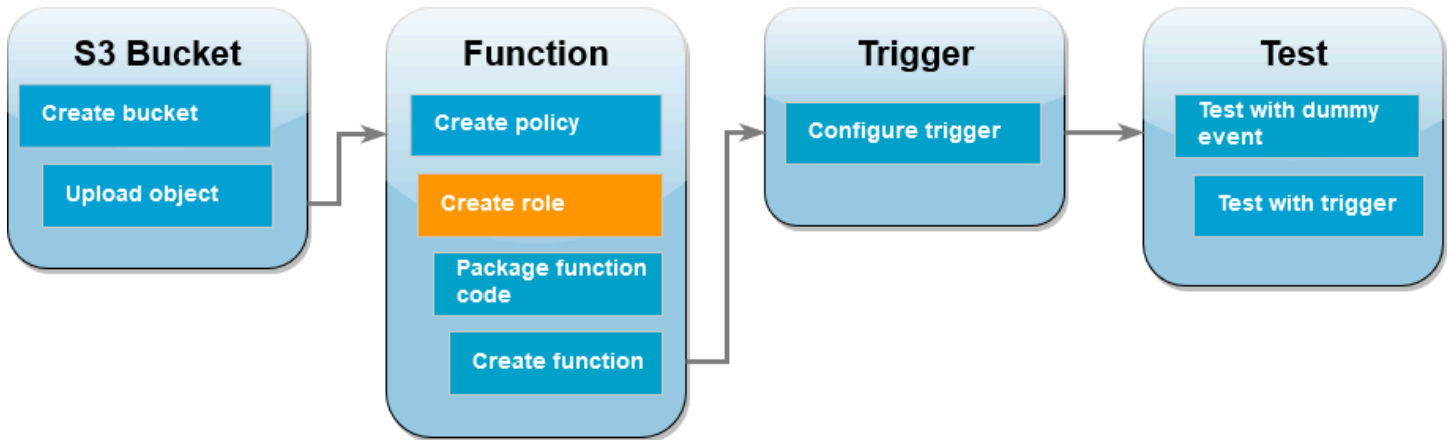 S3 Bucket
Create bucket
Upload object
Function
Create policy
Create role
Package function
code
Create function
Trigger
Configure trigger
Test
Test with dummy
event
Test with trigger